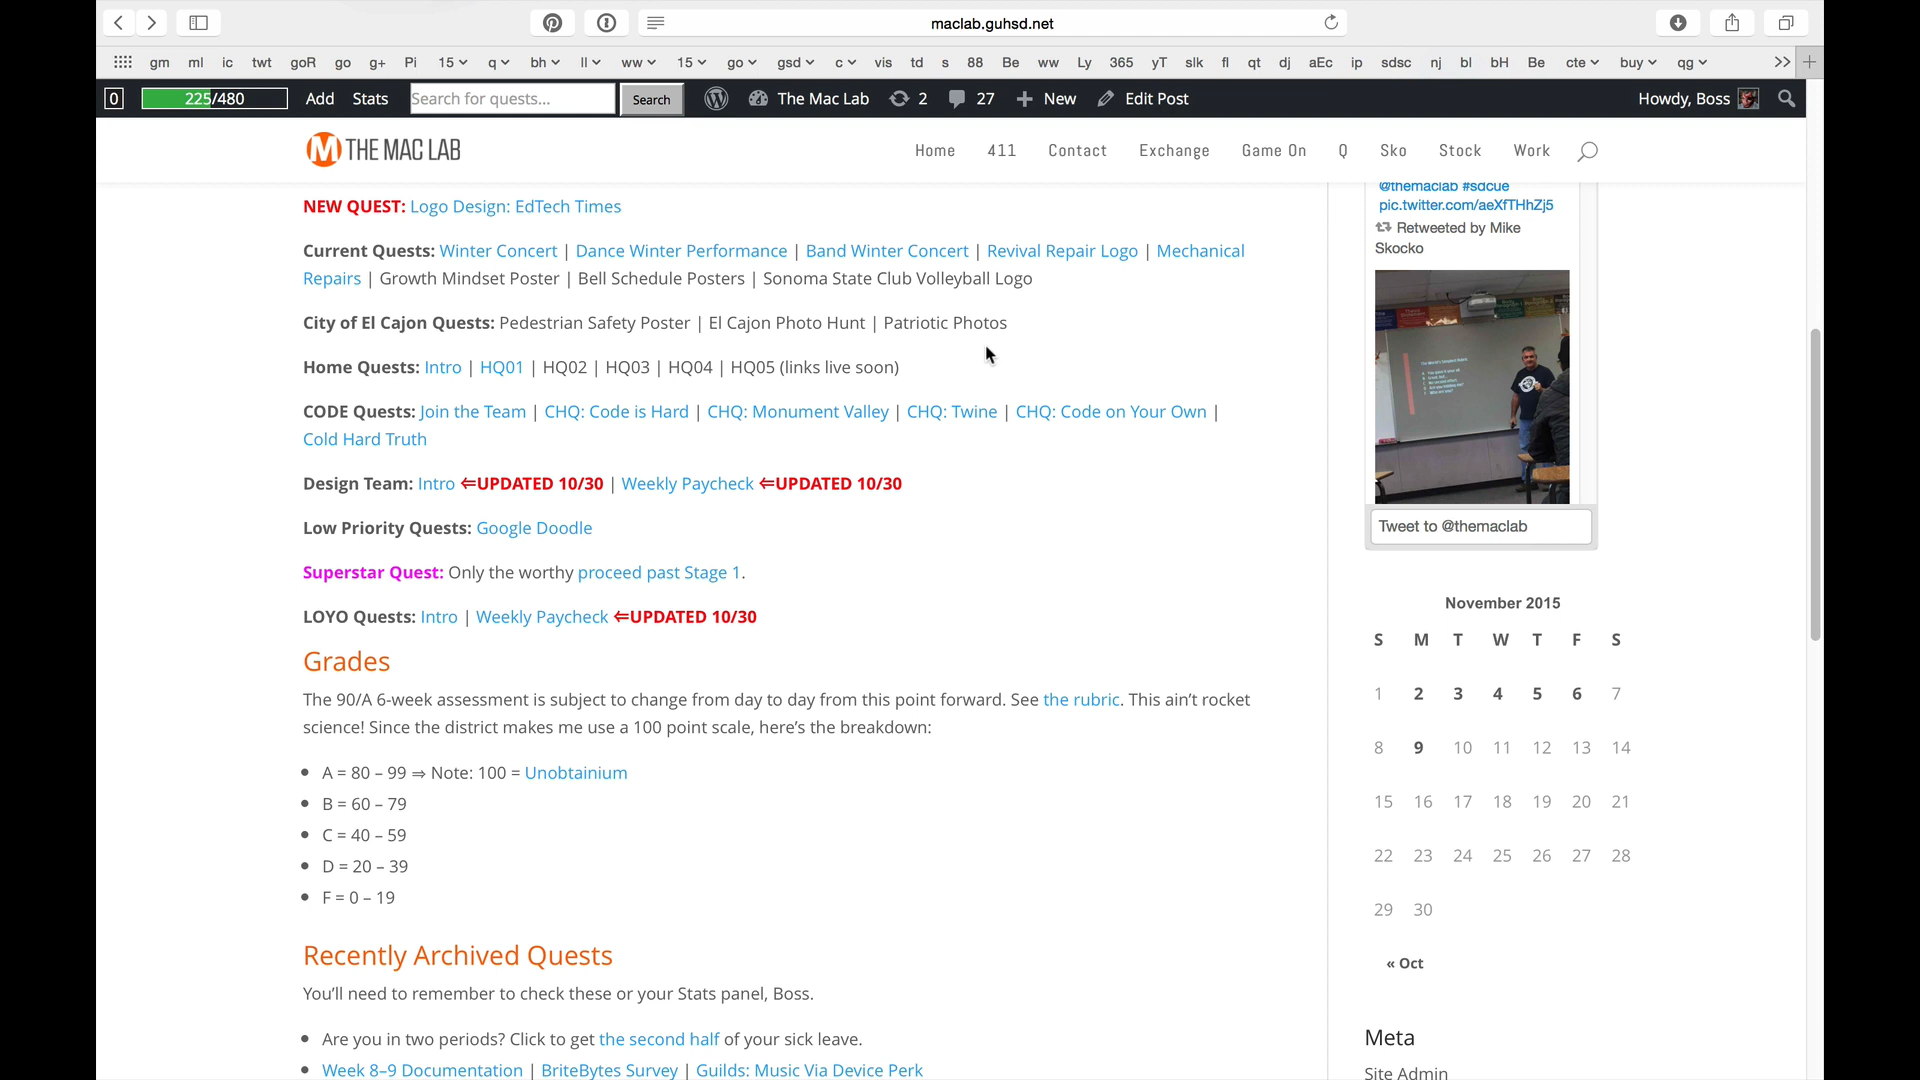 maclab.guhsd.net
gm ml ic twt goR go g+ Pi 15 q bh ll ww 15 go gsd c vis td s 88 Be ww Ly 365 yT slk fl qt dj aEc ip sdsc nj bl bH Be cte buy qg >> +
0 225/480 Add Stats Search for quests... Search The Mac Lab 2 27 New Edit Post Howdy, Boss
M THE MAC LAB Home 411 Contact Exchange Game On Q Sko Stock Work
NEW QUEST: Logo Design: EdTech Times
Current Quests: Winter Concert | Dance Winter Performance | Band Winter Concert | Revival Repair Logo | Mechanical
Repairs | Growth Mindset Poster | Bell Schedule Posters | Sonoma State Club Volleyball Logo
City of El Cajon Quests: Pedestrian Safety Poster | El Cajon Photo Hunt | Patriotic Photos
Home Quests: Intro | HQ01 | HQ02 | HQ03 | HQ04 | HQ05 (links live soon)
CODE Quests: Join the Team | CHQ: Code is Hard | CHQ: Monument Valley | CHQ: Twine | CHQ: Code on Your Own |
Cold Hard Truth
Design Team: Intro ⇐UPDATED 10/30 | Weekly Paycheck ⇐UPDATED 10/30
Low Priority Quests: Google Doodle
Superstar Quest: Only the worthy proceed past Stage 1.
LOYO Quests: Intro | Weekly Paycheck ⇐UPDATED 10/30
Grades
The 90/A 6-week assessment is subject to change from day to day from this point forward. See the rubric. This ain't rocket
science! Since the district makes me use a 100 point scale, here's the breakdown:
• A = 80 – 99 ⇒ Note: 100 = Unobtainium
• B = 60 – 79
• C = 40 – 59
• D = 20 – 39
• F = 0 – 19
Recently Archived Quests
You'll need to remember to check these or your Stats panel, Boss.
• Are you in two periods? Click to get the second half of your sick leave.
• Week 8–9 Documentation | BriteBytes Survey | Guilds: Music Via Device Perk
@themaclab #sdcue
pic.twitter.com/aeXfTHhZj5
Retweeted by Mike
Skocko
Tweet to @themaclab
November 2015
S M T W T F S
1 2 3 4 5 6 7
8 9 10 11 12 13 14
15 16 17 18 19 20 21
22 23 24 25 26 27 28
29 30
« Oct
Meta
Site Admin